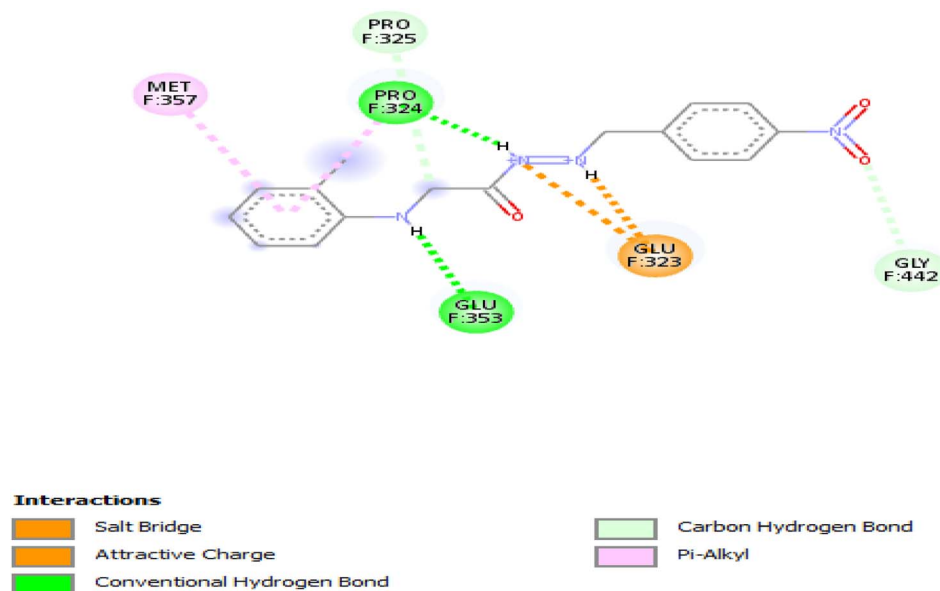 PRO
F:325
MET
F:357
PRO
F:324
H
N
N
H
O
N
O
O
N
H
GLU
F:323
GLY
F:442
GLU
F:353
Interactions
Salt Bridge
Attractive Charge
Conventional Hydrogen Bond
Carbon Hydrogen Bond
Pi-Alkyl